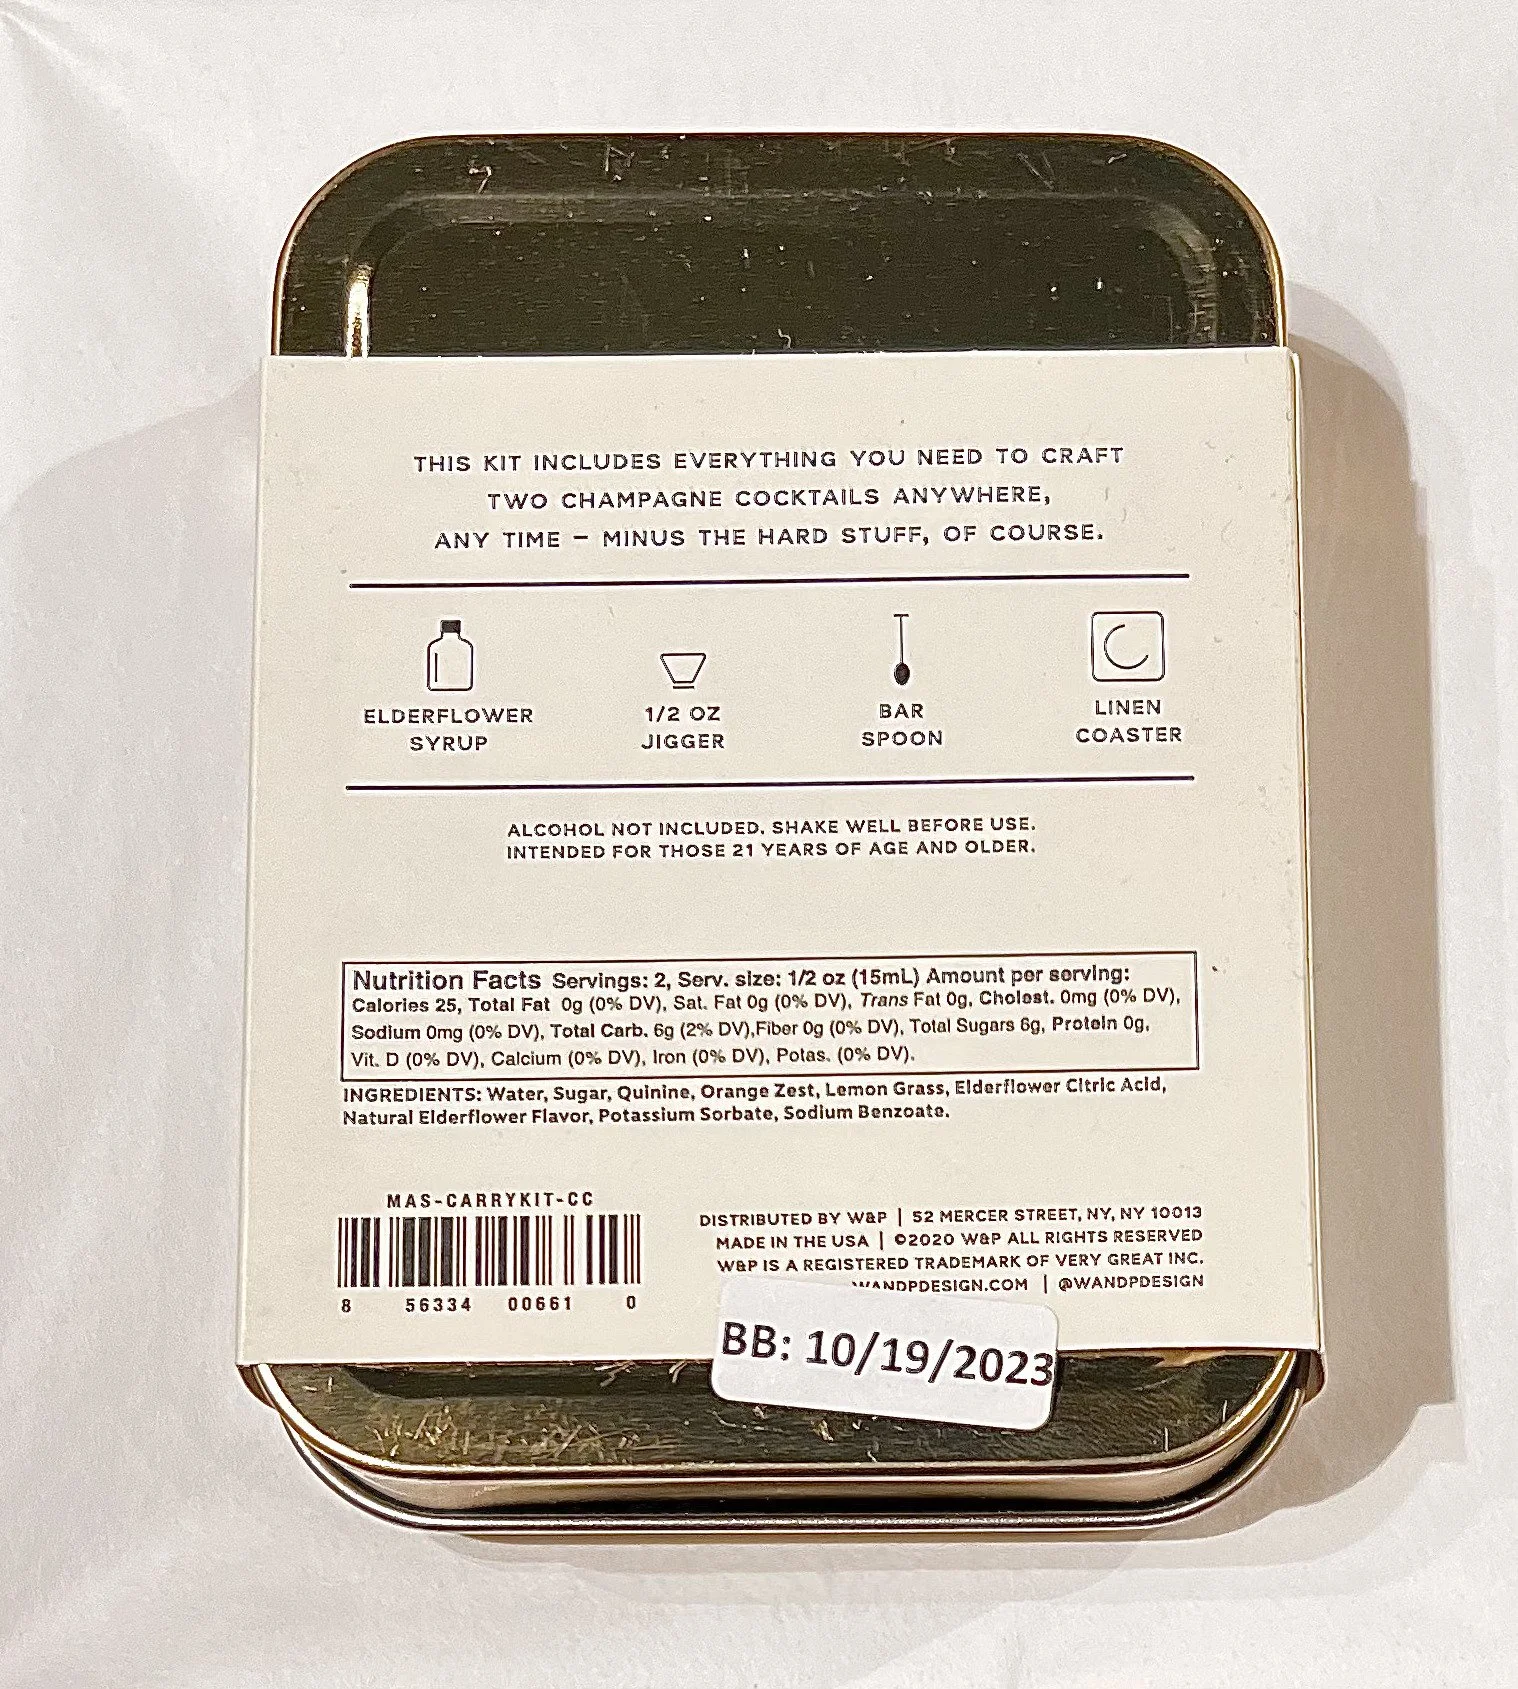 THIS KIT INCLUDES EVERYTHING YOU NEED TO CRAFT
TWO CHAMPAGNE COCKTAILS ANYWHERE,
ANY TIME – MINUS THE HARD STUFF, OF COURSE.
ELDERFLOWER
SYRUP
1/2 OZ
JIGGER
BAR
SPOON
LINEN
COASTER
ALCOHOL NOT INCLUDED. SHAKE WELL BEFORE USE.
INTENDED FOR THOSE 21 YEARS OF AGE AND OLDER.
Nutrition Facts Servings: 2, Serv. size: 1/2 oz (15mL) Amount per serving:
Calories 25, Total Fat 0g (0% DV), Sat. Fat 0g (0% DV), Trans Fat 0g, Cholest. 0mg (0% DV),
Sodium 0mg (0% DV), Total Carb. 6g (2% DV),Fiber 0g (0% DV), Total Sugars 6g, Protein 0g,
Vit. D (0% DV), Calcium (0% DV), Iron (0% DV), Potas. (0% DV).
INGREDIENTS: Water, Sugar, Quinine, Orange Zest, Lemon Grass, Elderflower Citric Acid,
Natural Elderflower Flavor, Potassium Sorbate, Sodium Benzoate.
MAS-CARRYKIT-CC
8 56334 00661 0
DISTRIBUTED BY W&P | 52 MERCER STREET, NY, NY 10013
MADE IN THE USA | ©2020 W&P ALL RIGHTS RESERVED
W&P IS A REGISTERED TRADEMARK OF VERY GREAT INC.
WANDPDESIGN.COM | @WANDPDESIGN
BB: 10/19/2023